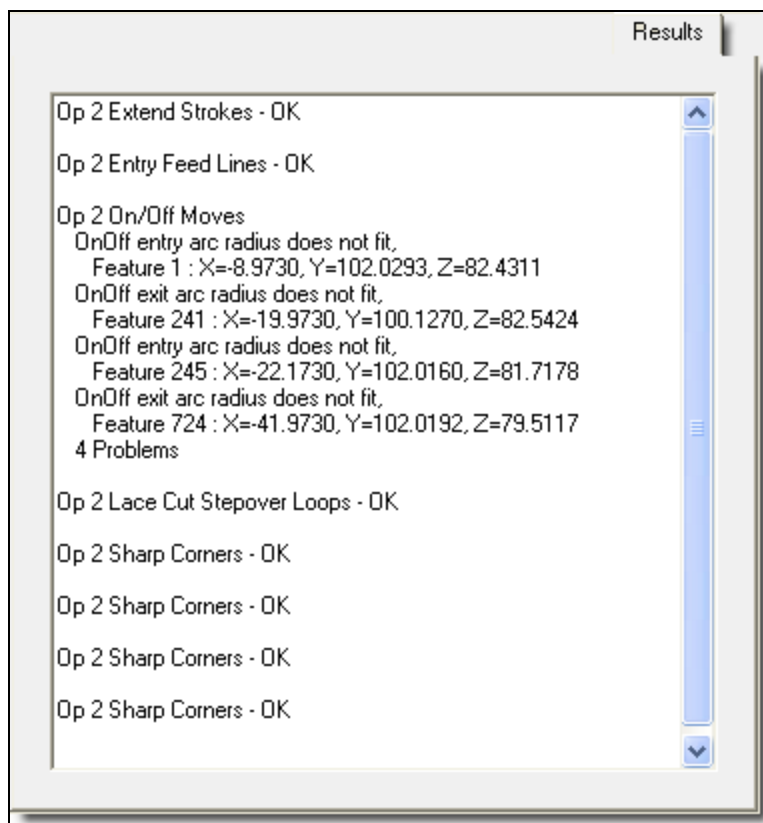 Results
Op 2 Extend Strokes - OK
Op 2 Entry Feed Lines - OK
Op 2 On/Off Moves
OnOff entry arc radius does not fit,
Feature 1 : X=-8.9730, Y=102.0293, Z=82.4311
OnOff exit arc radius does not fit,
Feature 241 : X=-19.9730, Y=100.1270, Z=82.5424
OnOff entry arc radius does not fit,
Feature 245 : X=-22.1730, Y=102.0160, Z=81.7178
OnOff exit arc radius does not fit,
Feature 724 : X=-41.9730, Y=102.0192, Z=79.5117
4 Problems
Op 2 Lace Cut Stepover Loops - OK
Op 2 Sharp Corners - OK
Op 2 Sharp Corners - OK
Op 2 Sharp Corners - OK
Op 2 Sharp Corners - OK